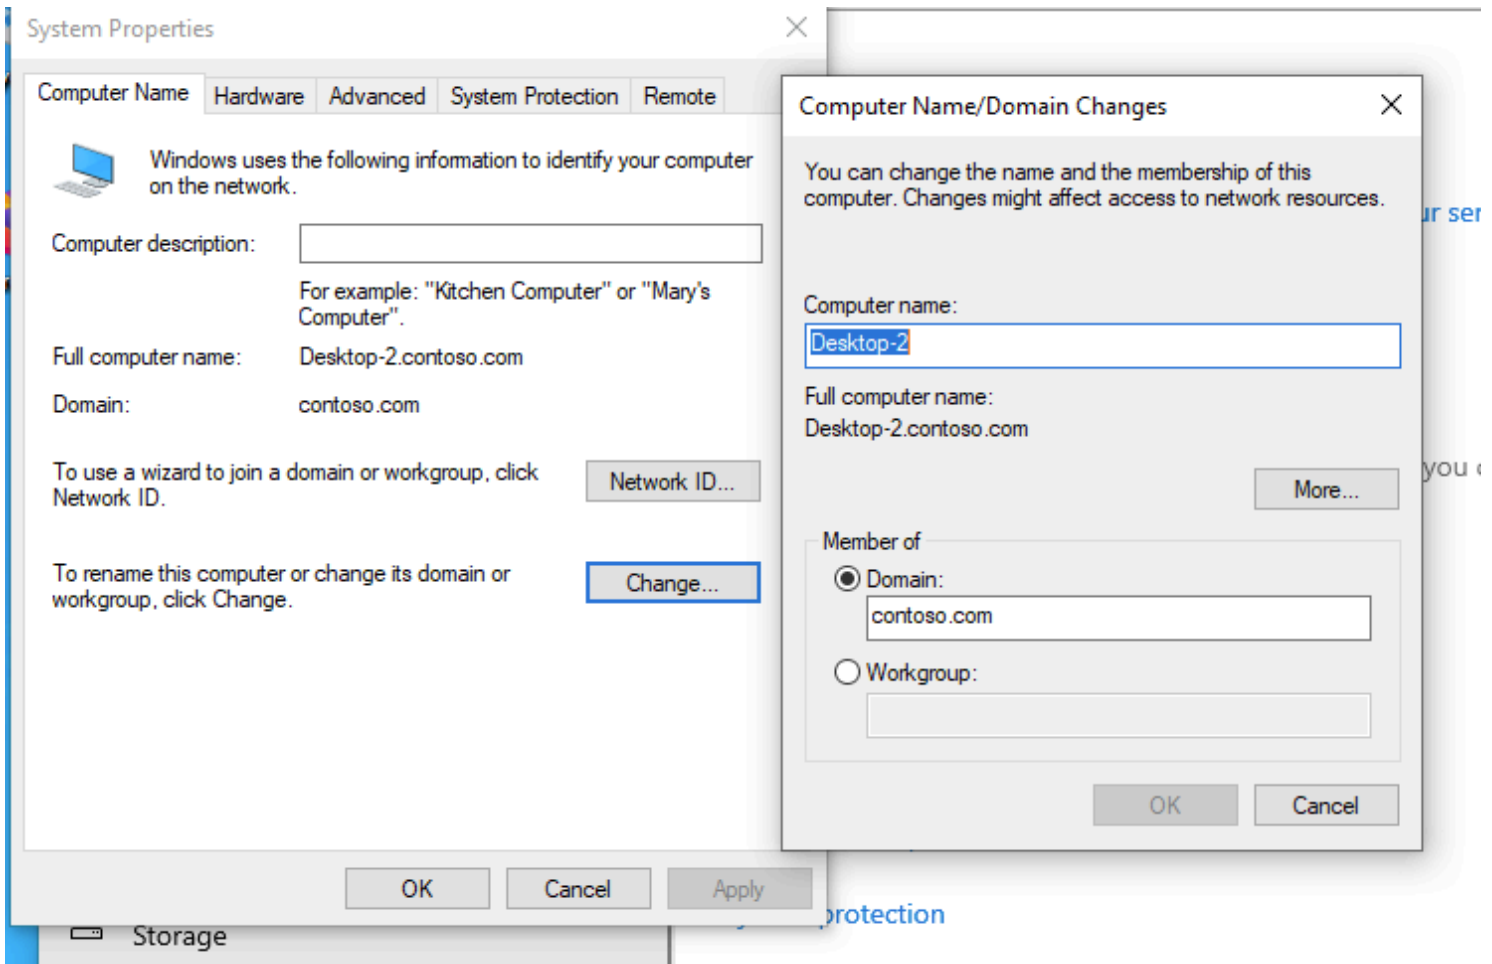 System Properties
Computer Name
Hardware
Advanced
System Protection
Remote
Windows uses the following information to identify your computer
on the network.
Computer description:
For example: "Kitchen Computer" or "Mary's
Computer".
Full computer name:
Desktop-2.contoso.com
Domain:
contoso.com
To use a wizard to join a domain or workgroup, click
Network ID.
Network ID...
To rename this computer or change its domain or
workgroup, click Change.
Change...
OK
Cancel
Apply
Computer Name/Domain Changes
You can change the name and the membership of this
computer. Changes might affect access to network resources.
Computer name:
Desktop-2
Full computer name:
Desktop-2.contoso.com
More...
Member of
Domain:
contoso.com
Workgroup:
OK
Cancel
you
protection
Storage